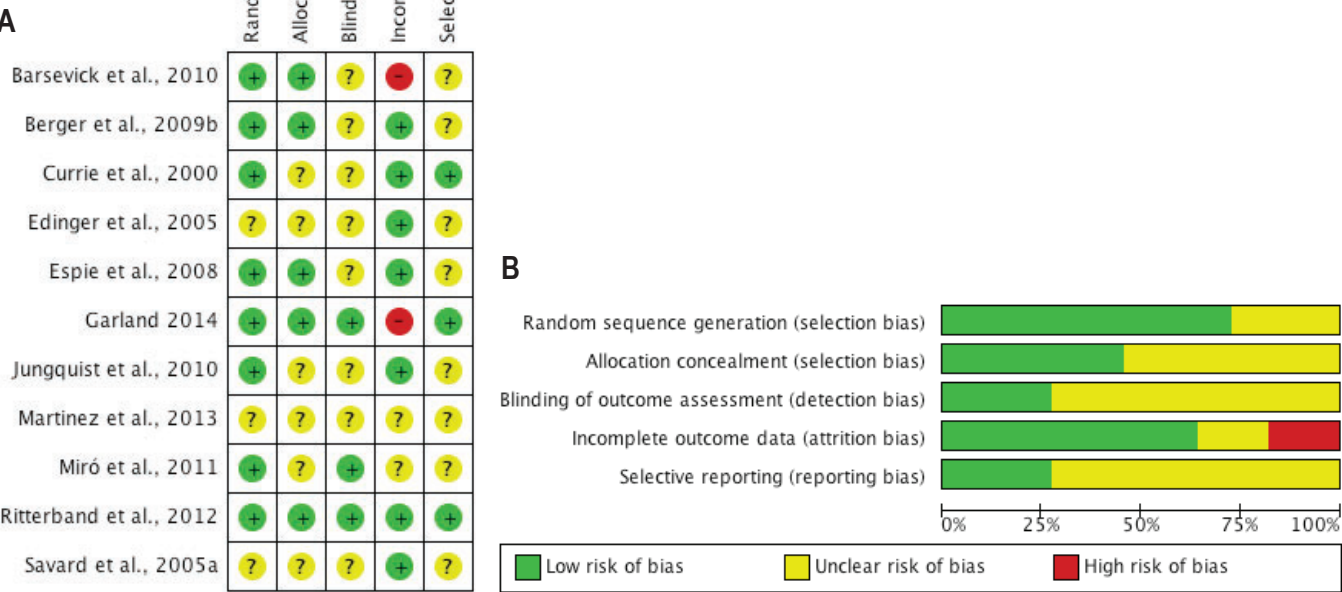 A
Ranc
Alloc
Blind
Incor
Selec
Barsevick et al., 2010 + + ? - ?
Berger et al., 2009b + + ? + ?
Currie et al., 2000 + ? ? + +
Edinger et al., 2005 ? ? ? + ?
Espie et al., 2008 + + ? + ?
Garland 2014 + + + - +
Jungquist et al., 2010 + ? ? + ?
Martinez et al., 2013 ? ? ? ? ?
Miró et al., 2011 + ? + ? ?
Ritterband et al., 2012 + + + + +
Savard et al., 2005a ? ? ? + ?
B
Random sequence generation (selection bias)
Allocation concealment (selection bias)
Blinding of outcome assessment (detection bias)
Incomplete outcome data (attrition bias)
Selective reporting (reporting bias)
0% 25% 50% 75% 100%
Low risk of bias Unclear risk of bias High risk of bias